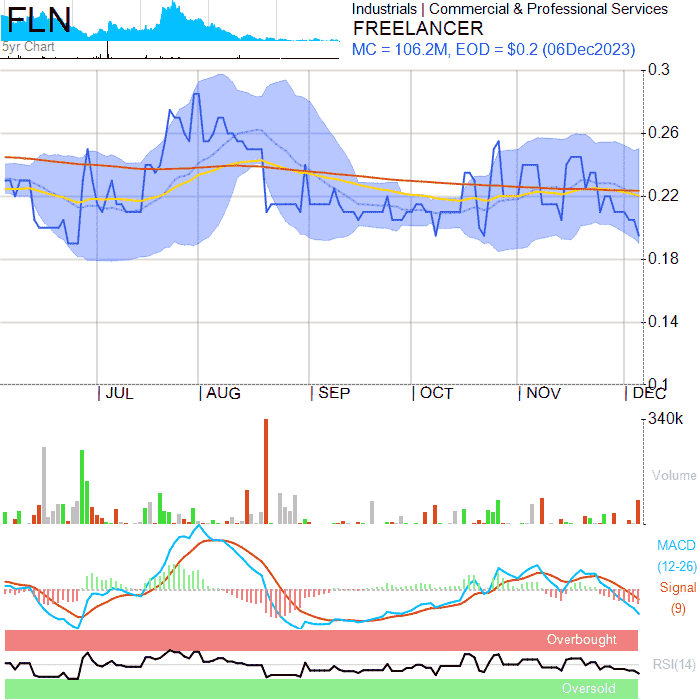 FLN
5yr Chart
Industrials | Commercial & Professional Services
FREELANCER
MC = 106.2M, EOD = $0.2 (06Dec2023)
0.3
0.26
0.22
0.18
0.14
0.1
JUL
AUG
SEP
OCT
NOV
DEC
340k
Volume
MACD
(12-26)
Signal
(9)
Overbought
RSI(14)
Oversold